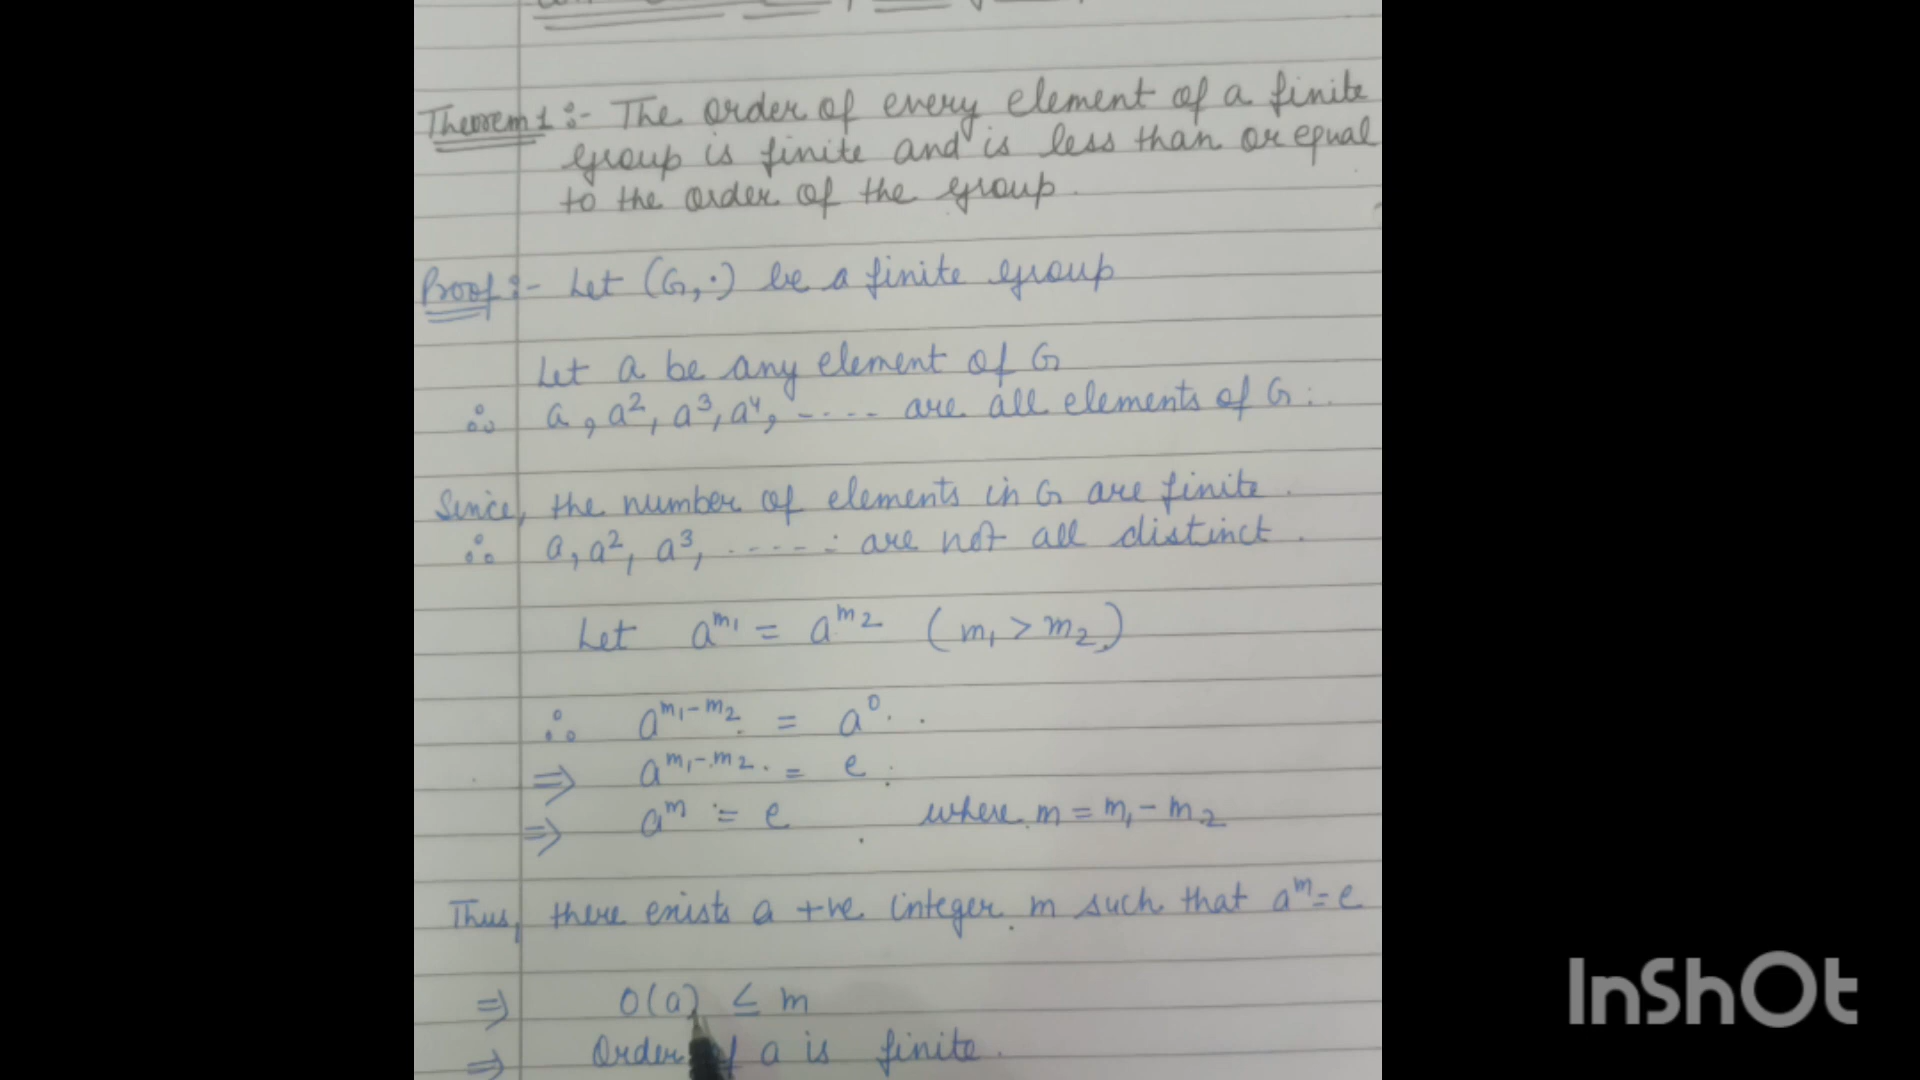 Theorem 1 :- The order of every element of a finite
group is finite and is less than or equal
to the order of the group.
Proof :- Let (G, ·) be a finite group
Let a be any element of G
∴ a, a², a³, a⁴, ..... are all elements of G.
Since, the number of elements in G are finite.
∴ a, a², a³, ..... are not all distinct.
Let a^m₁ = a^m₂ (m₁ > m₂)
∴ a^m₁-m₂ = a⁰
⇒ a^m₁-m₂ = e
⇒ a^m = e where m = m₁ - m₂
Thus, there exists a +ve integer m such that a^m = e
⇒ O(a) ≤ m
⇒ Order of a is finite.
InShOt